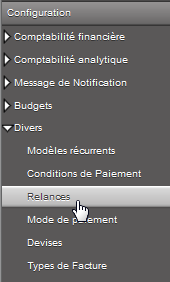 Configuration
Comptabilité financière
Comptabilité analytique
Message de Notification
Budgets
Divers
Modèles récurrents
Conditions de Paiement
Relances
Mode de paiement
Devises
Types de Facture